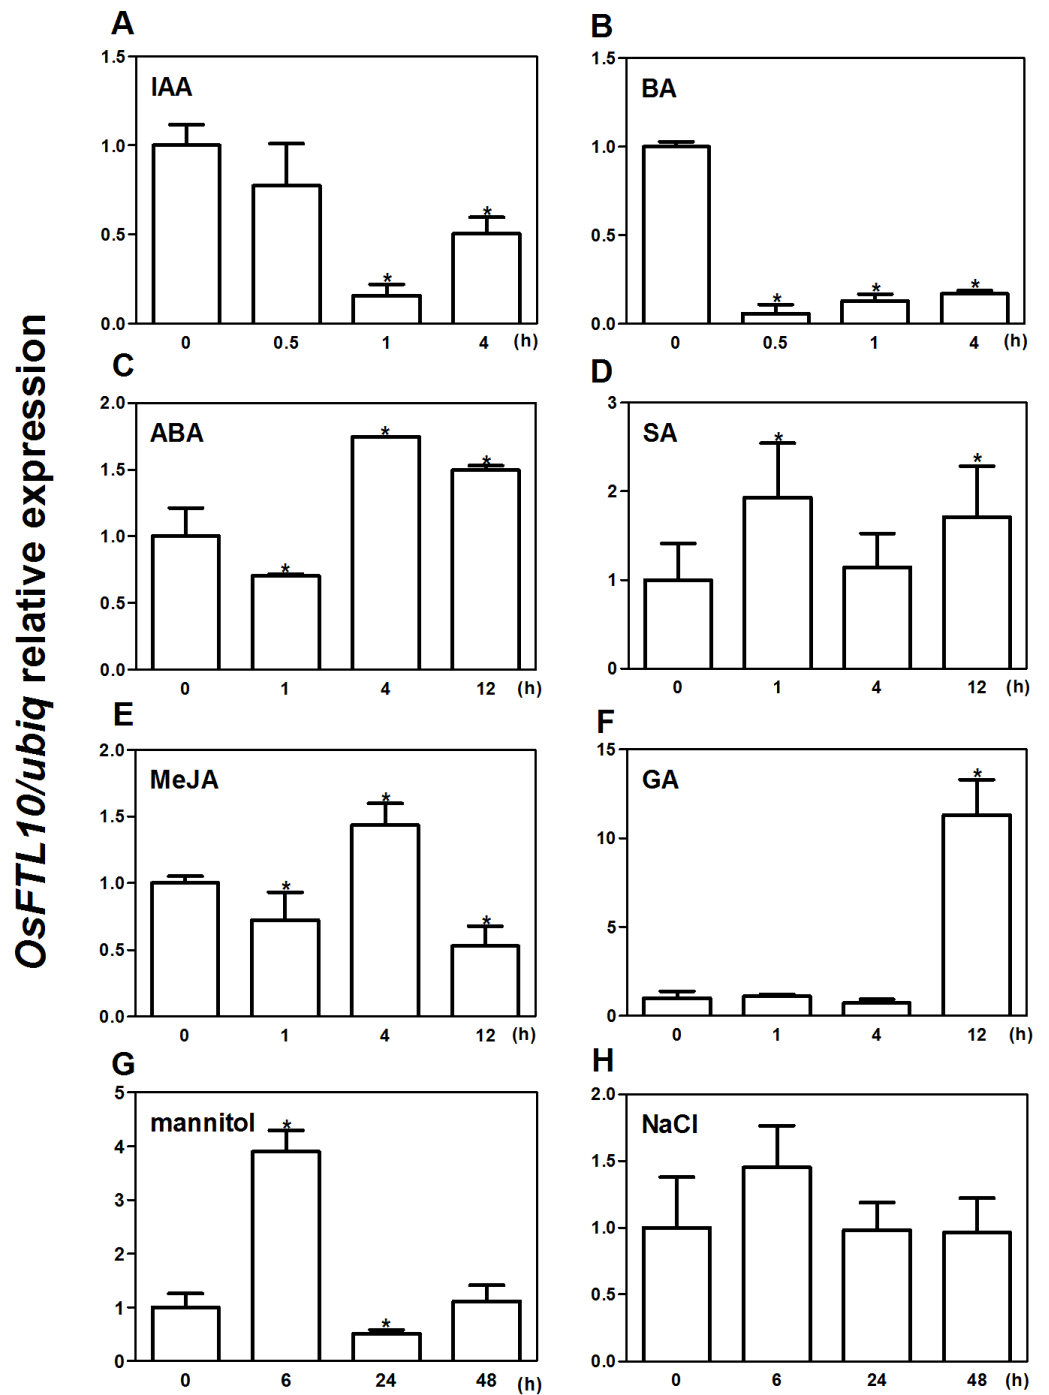 OsFTL10/ubiq relative expression
A
IAA
1.5
1.0
0.5
0.0
0 0.5 1 4 (h)
B
BA
1.5
1.0
0.5
0.0
0 0.5 1 4 (h)
* * * * *
C
ABA
2.0
1.5
1.0
0.5
0.0
0 1 4 12 (h)
* * *
D
SA
3
2
1
0
0 1 4 12 (h)
* *
E
MeJA
2.0
1.5
1.0
0.5
0.0
0 1 4 12 (h)
* * *
F
GA
15
10
5
0
0 1 4 12 (h)
*
G
mannitol
5
4
3
2
1
0
0 6 24 48 (h)
* *
H
NaCl
2.0
1.5
1.0
0.5
0.0
0 6 24 48 (h)